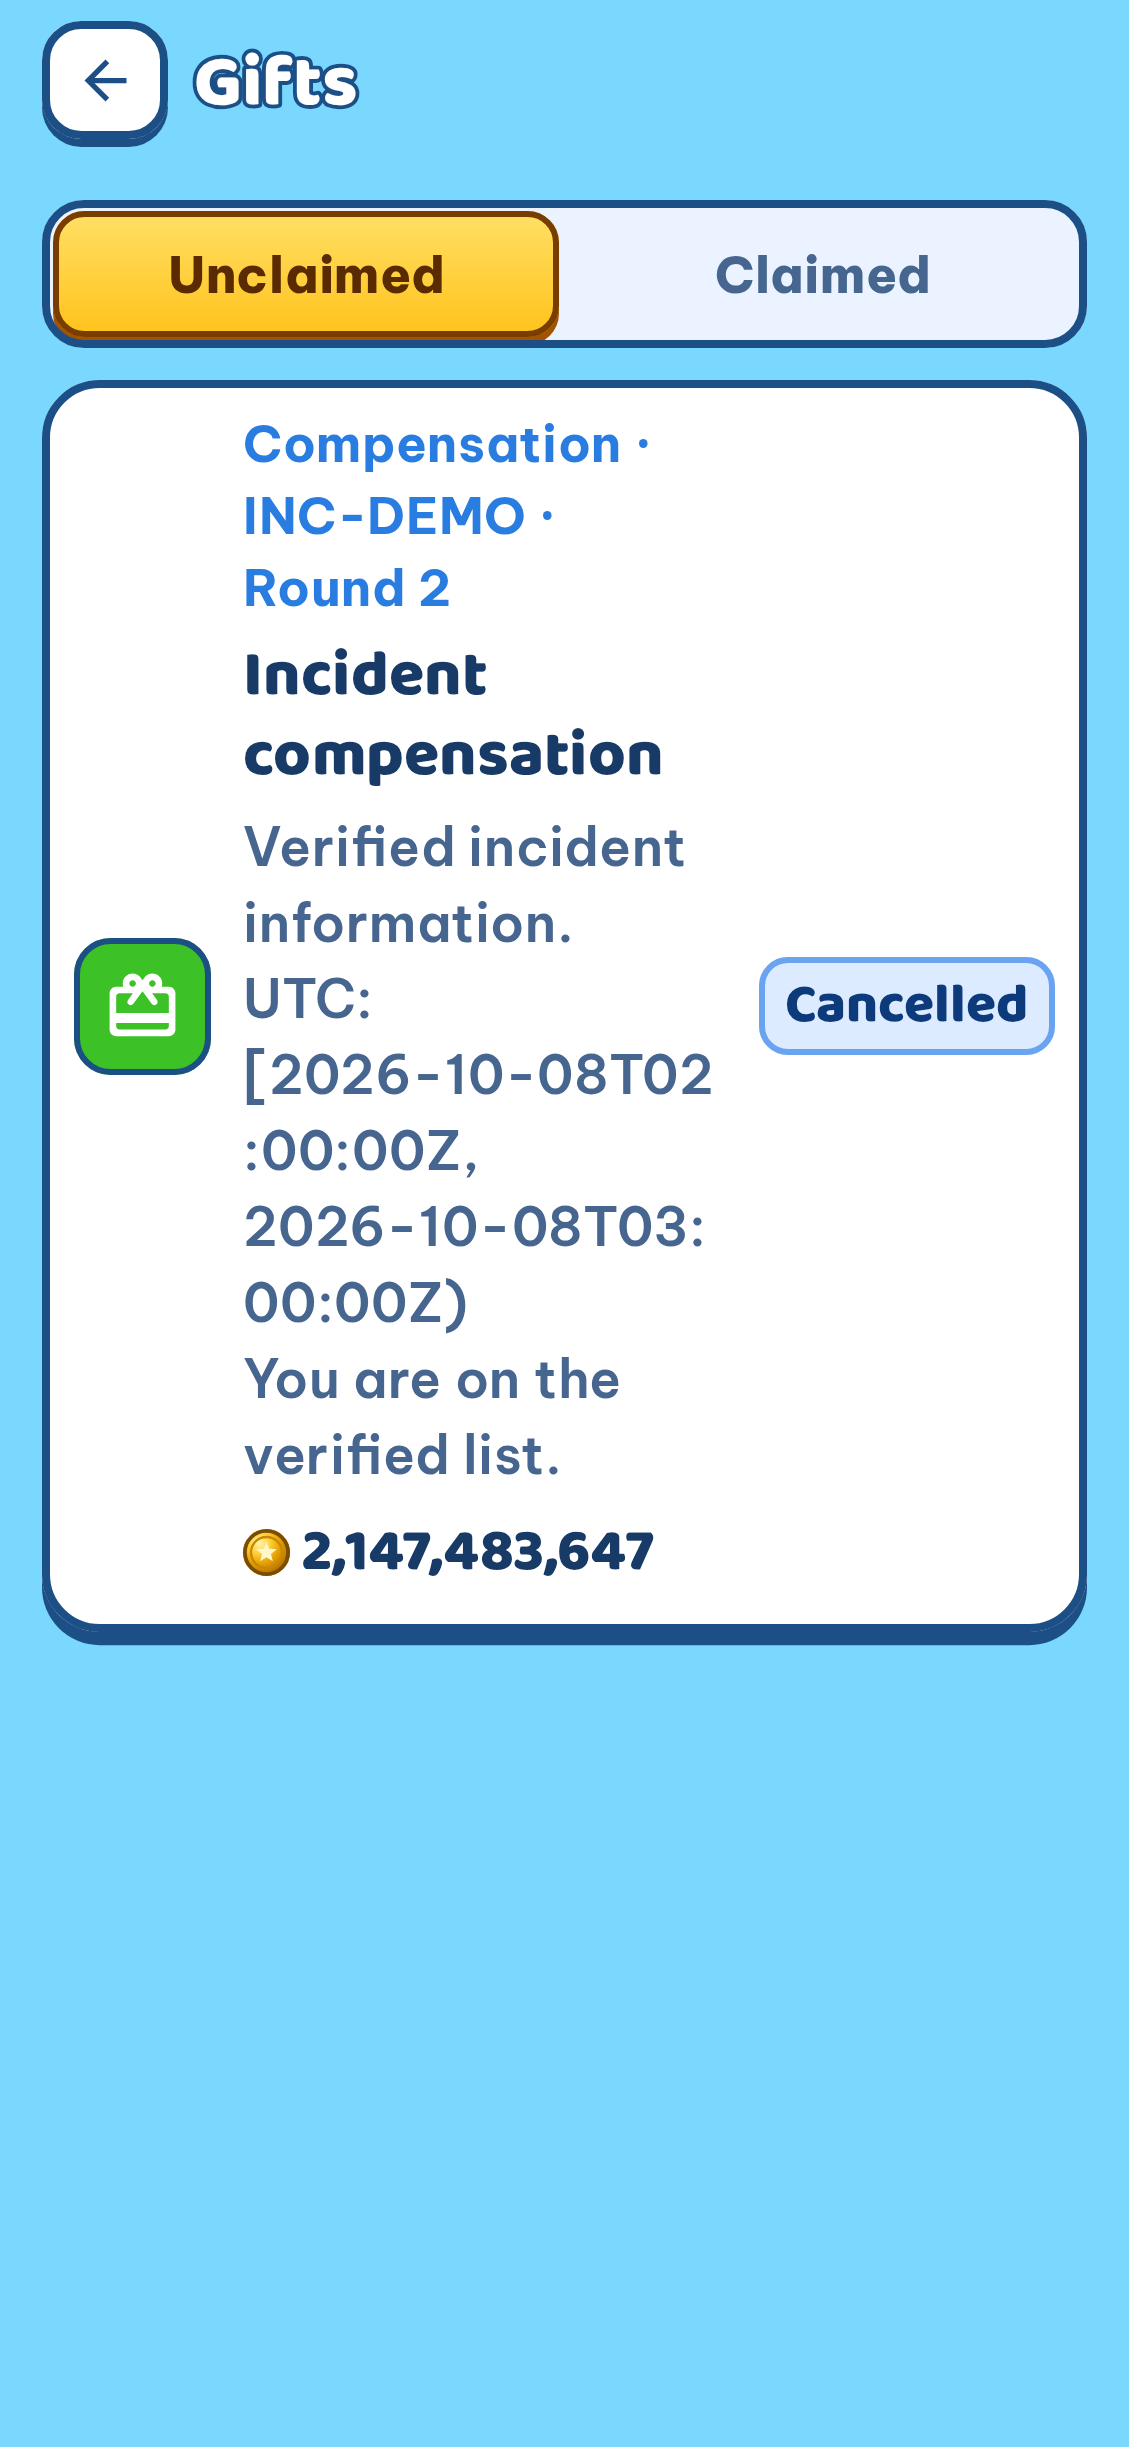 Gifts
Unclaimed
Claimed
Compensation ·
INC-DEMO ·
Round 2
Incident
compensation
Verified incident
information.
UTC:
[2026-10-08T02
:00:00Z,
2026-10-08T03:
00:00Z)
You are on the
verified list.
2,147,483,647
Cancelled